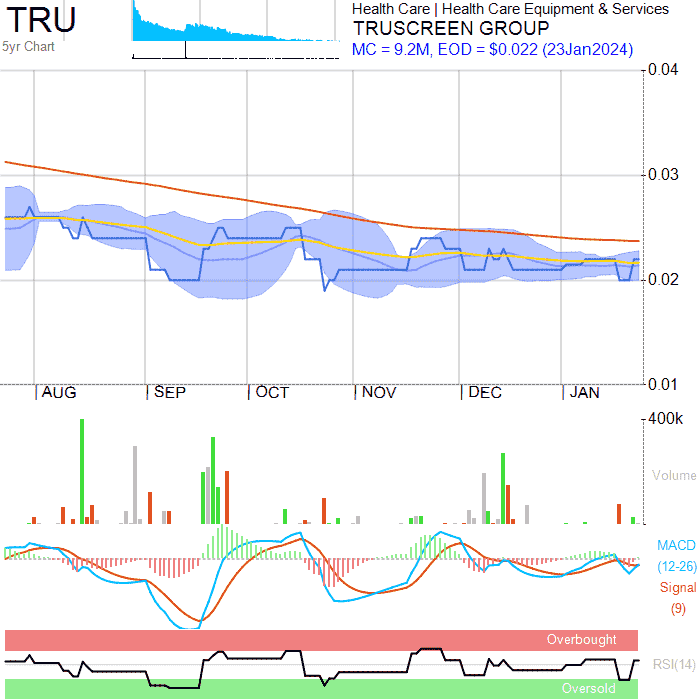 TRU
5yr Chart
Health Care | Health Care Equipment & Services
TRUSCREEN GROUP
MC = 9.2M, EOD = $0.022 (23Jan2024)
0.04
0.03
0.02
0.01
AUG SEP OCT NOV DEC JAN
400k
Volume
MACD
(12-26)
Signal
(9)
Overbought
RSI(14)
Oversold